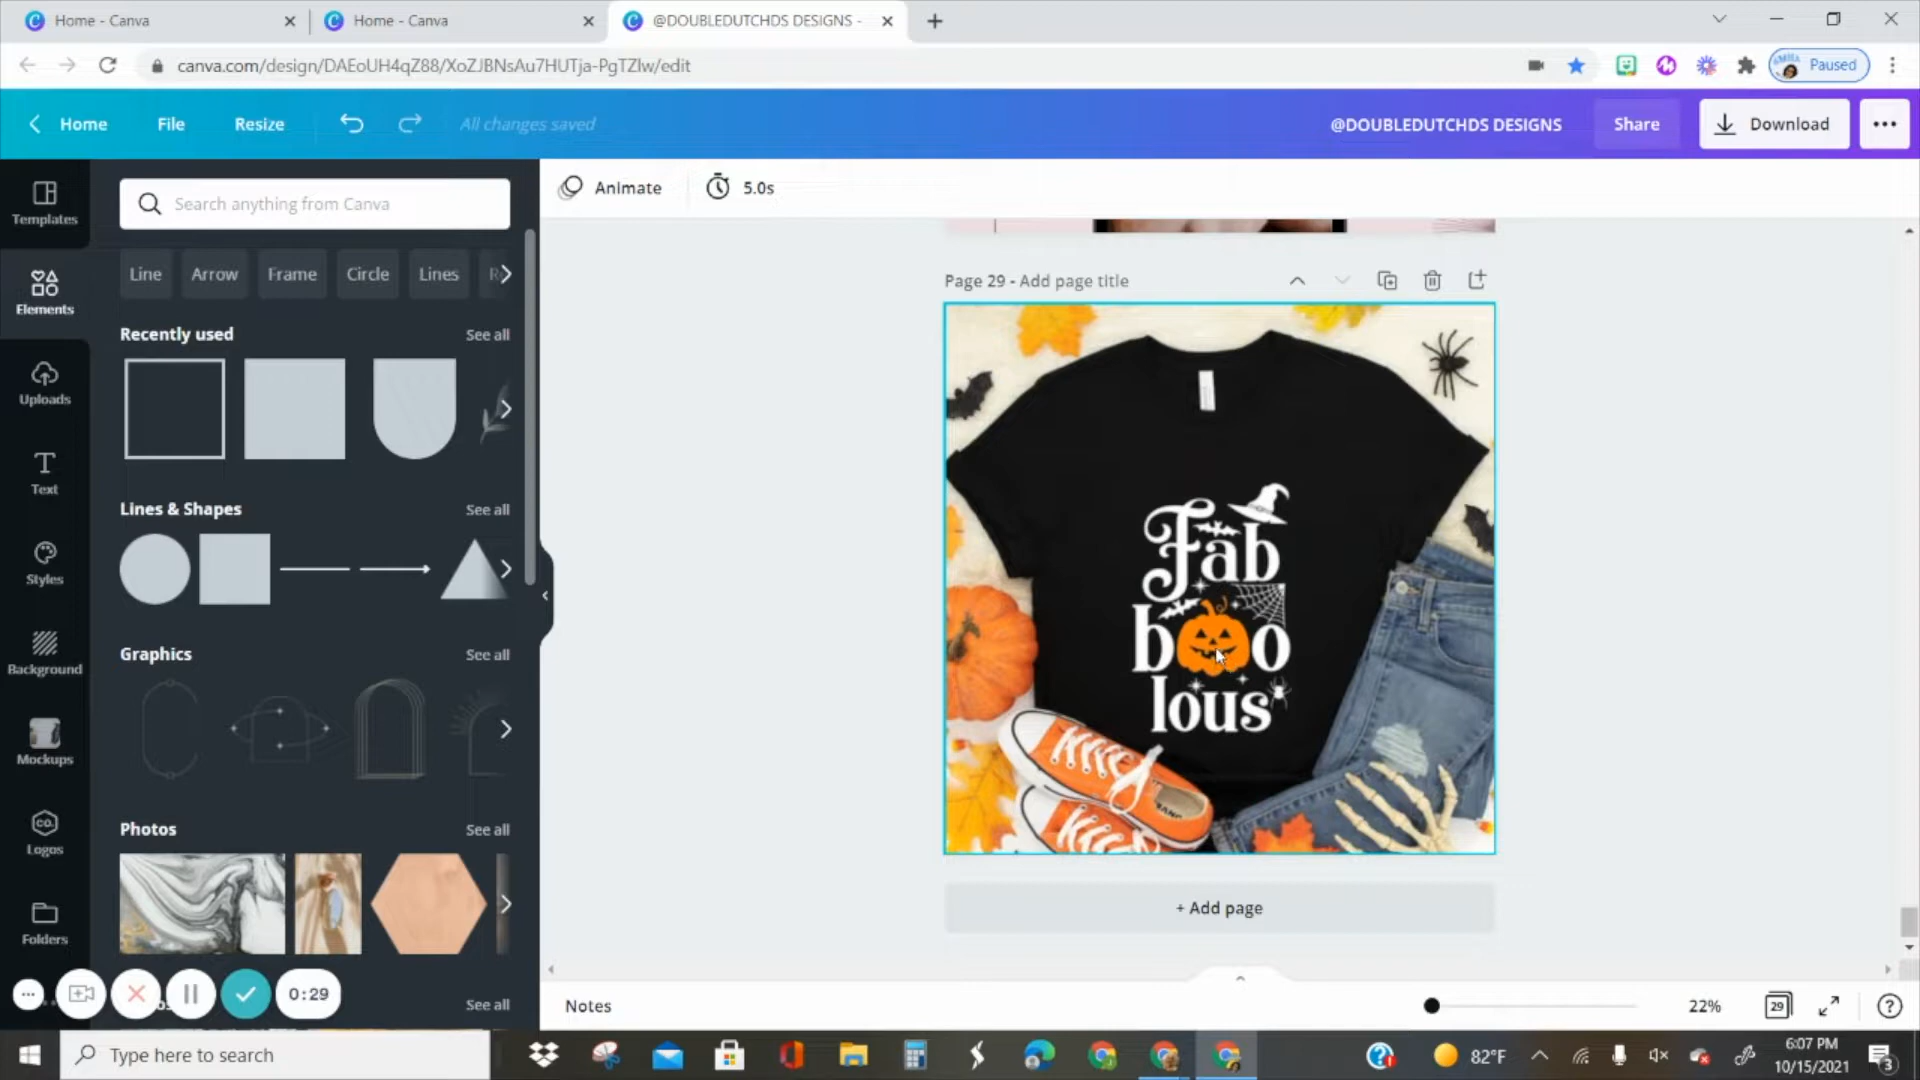 Home - Canva
Home - Canva
@DOUBLEDUTCHDS DESIGNS -
canva.com/design/DAEoUH4qZ88/XoZJBNsAu7HUTja-PgTZlw/edit
Paused
Home
File
Resize
All changes saved
@DOUBLEDUTCHDS DESIGNS
Share
Download
Templates
Elements
Uploads
Text
Styles
Background
Mockups
CO.
Logos
Folders
Search anything from Canva
Line
Arrow
Frame
Circle
Lines
Recently used
See all
Lines & Shapes
See all
Graphics
See all
Photos
See all
See all
0:29
Animate
5.0s
Page 29 - Add page title
Fab
boo
lous
+ Add page
Notes
22%
29
Type here to search
82°F
6:07 PM
10/15/2021
3